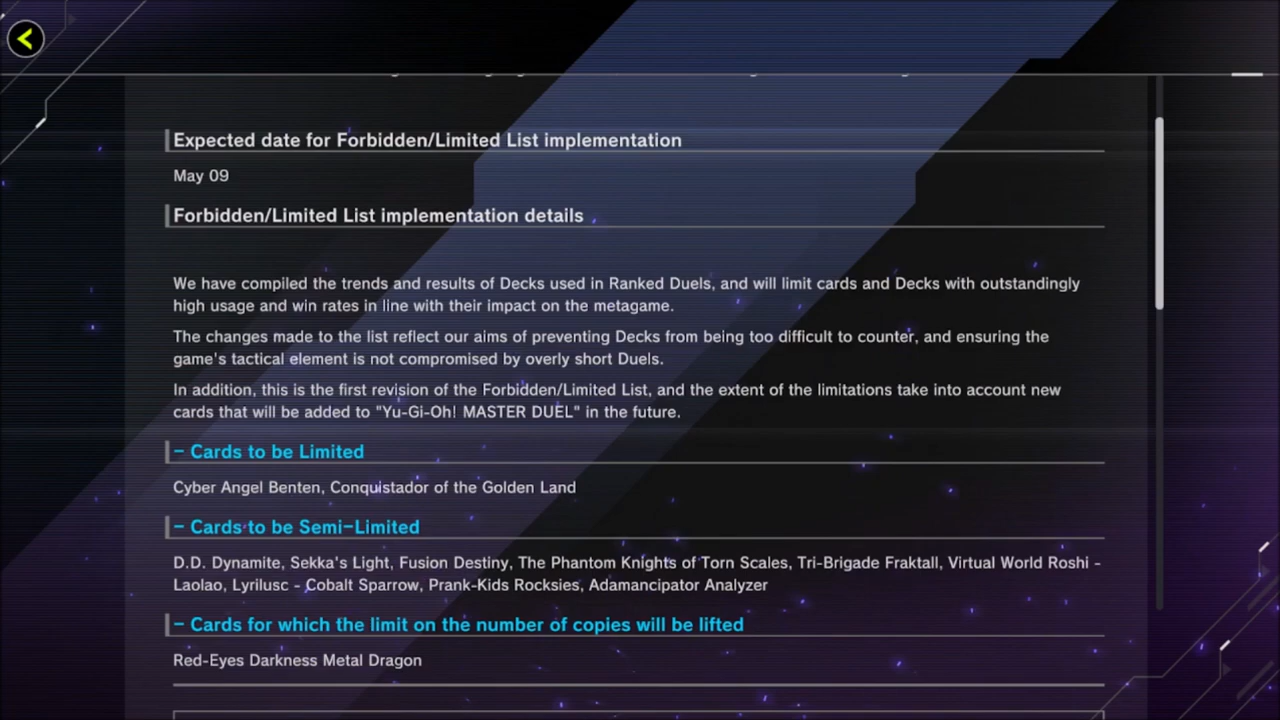 Expected date for Forbidden/Limited List implementation
May 09
Forbidden/Limited List implementation details
We have compiled the trends and results of Decks used in Ranked Duels, and will limit cards and Decks with outstandingly
high usage and win rates in line with their impact on the metagame.
The changes made to the list reflect our aims of preventing Decks from being too difficult to counter, and ensuring the
game's tactical element is not compromised by overly short Duels.
In addition, this is the first revision of the Forbidden/Limited List, and the extent of the limitations take into account new
cards that will be added to "Yu-Gi-Oh! MASTER DUEL" in the future.
- Cards to be Limited
Cyber Angel Benten, Conquistador of the Golden Land
- Cards to be Semi-Limited
D.D. Dynamite, Sekka's Light, Fusion Destiny, The Phantom Knights of Torn Scales, Tri-Brigade Fraktall, Virtual World Roshi -
Laolao, Lyrilusc - Cobalt Sparrow, Prank-Kids Rocksies, Adamancipator Analyzer
- Cards for which the limit on the number of copies will be lifted
Red-Eyes Darkness Metal Dragon